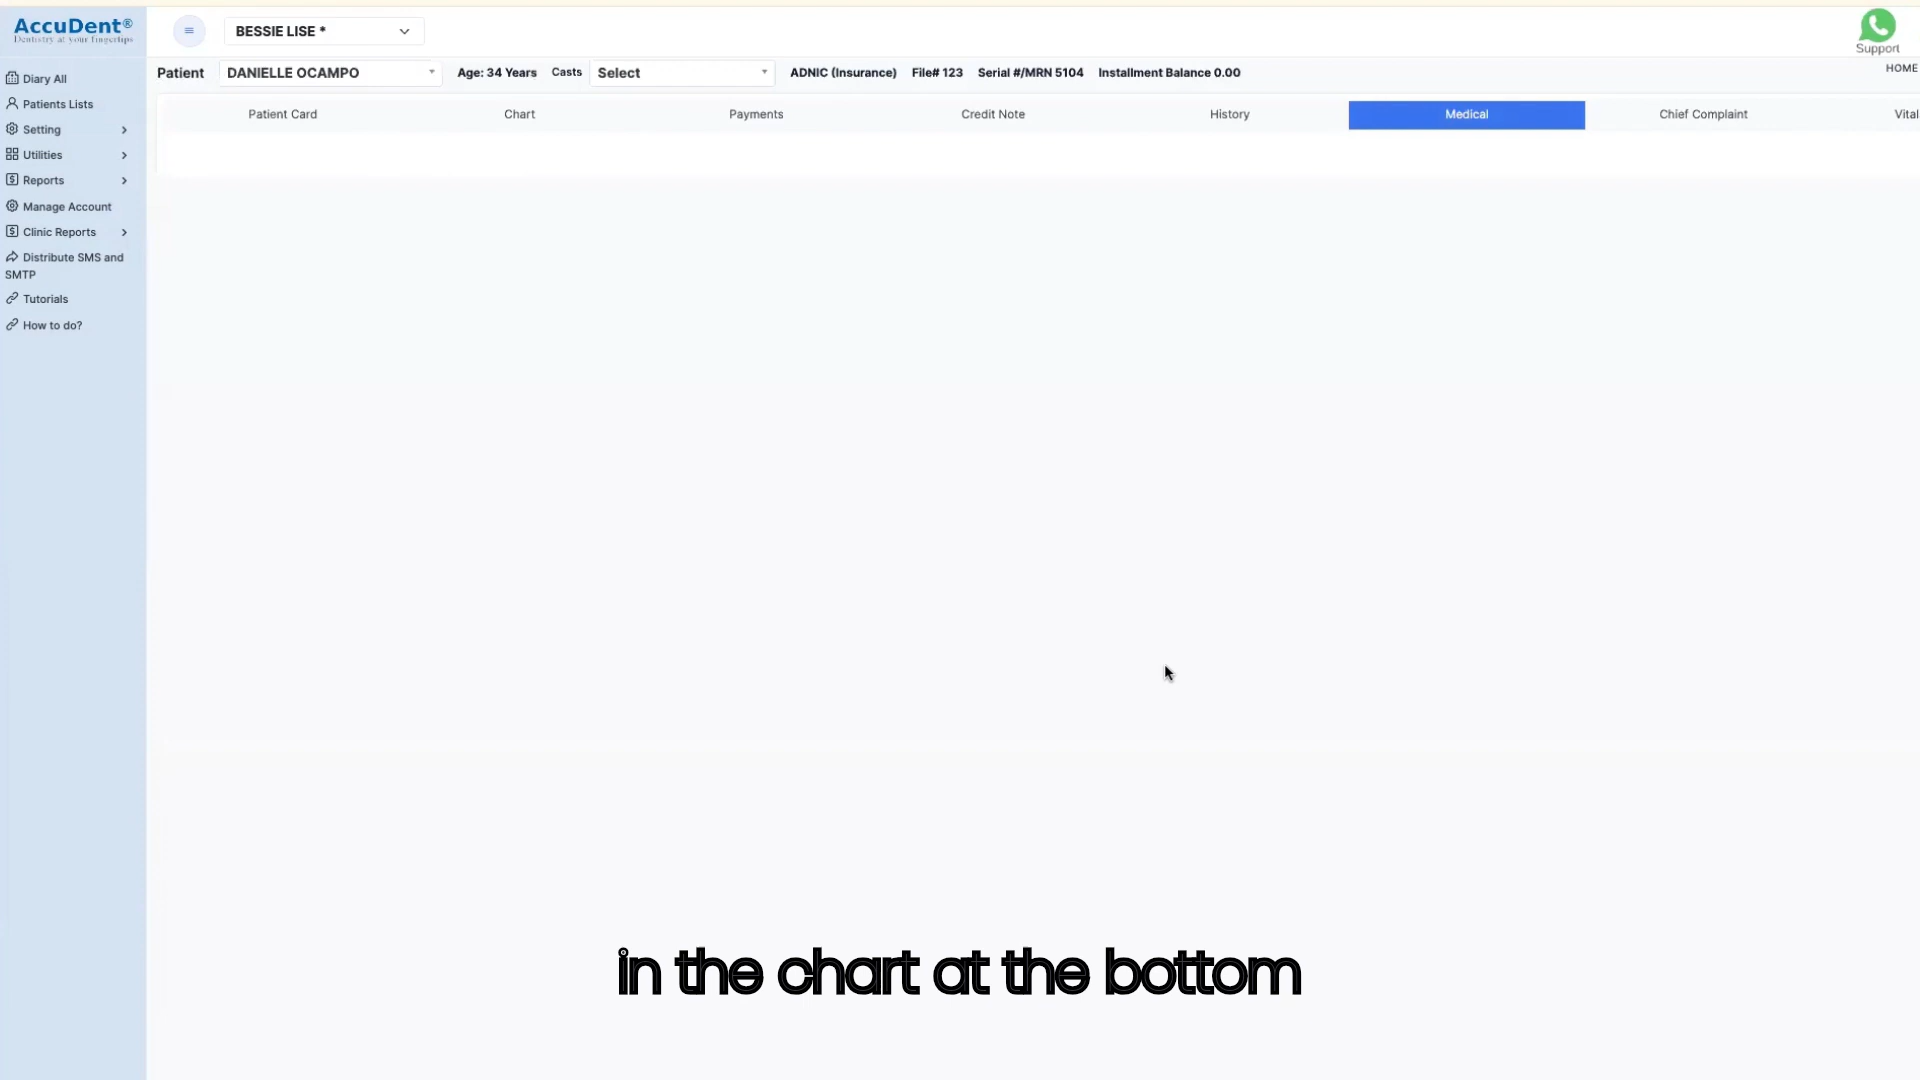 AccuDent®
Dentistry at your fingertips
BESSIE LISE *
Support
HOME
Diary All
Patients Lists
Setting
Utilities
Reports
Manage Account
Clinic Reports
Distribute SMS and
SMTP
Tutorials
How to do?
Patient DANIELLE OCAMPO Age: 34 Years Casts Select ADNIC (Insurance) File# 123 Serial #/MRN 5104 Installment Balance 0.00
Patient Card Chart Payments Credit Note History Medical Chief Complaint Vital
in the chart at the bottom